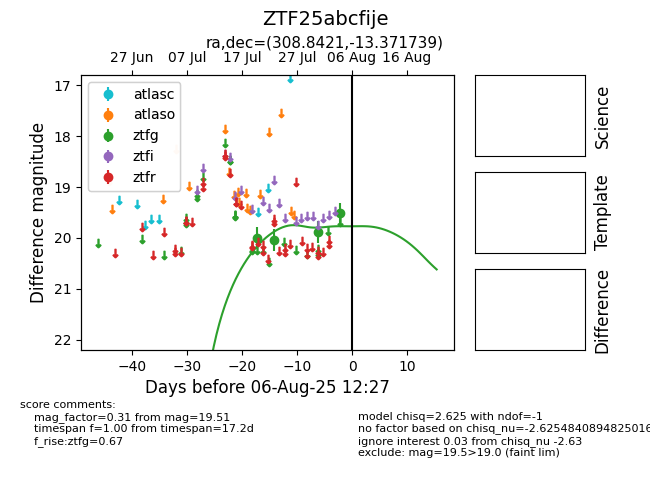 ZTF25abcfije
ra,dec=(308.8421,-13.371739)
27 Jun 07 Jul 17 Jul 27 Jul 06 Aug 16 Aug
17
18
19
20
21
22
Difference magnitude
atlasc
atlaso
ztfg
ztfi
ztfr
−40 −30 −20 −10 0 10
Days before 06-Aug-25 12:27
Science
Template
Difference
score comments:
mag_factor=0.31 from mag=19.51
timespan f=1.00 from timespan=17.2d
f_rise:ztfg=0.67
model chisq=2.625 with ndof=-1
no factor based on chisq_nu=-2.6254840894825016
ignore interest 0.03 from chisq_nu -2.63
exclude: mag=19.5>19.0 (faint lim)